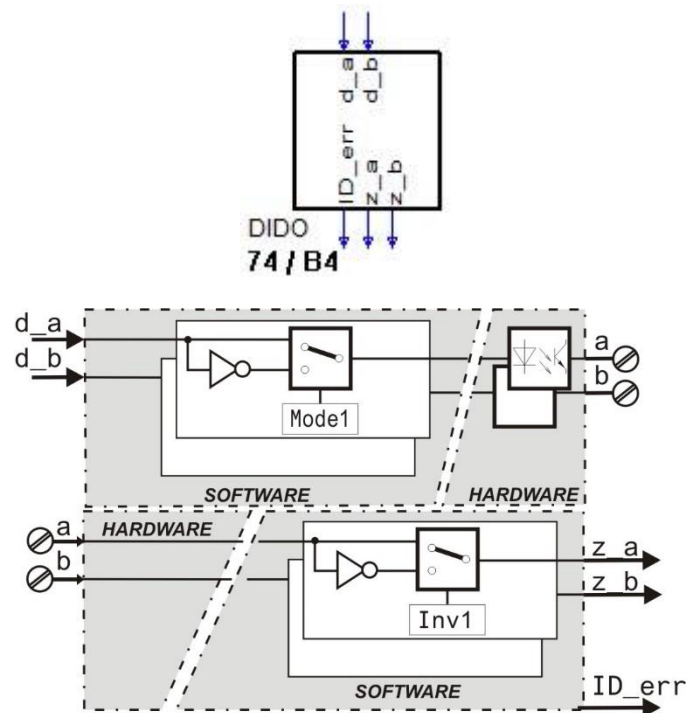 d_a d_b
ID_err z_a z_b
DIDO
74 / B4
d_a
d_b
Mode1
a
b
SOFTWARE
HARDWARE
HARDWARE
a
b
Inv1
z_a
z_b
SOFTWARE
ID_err